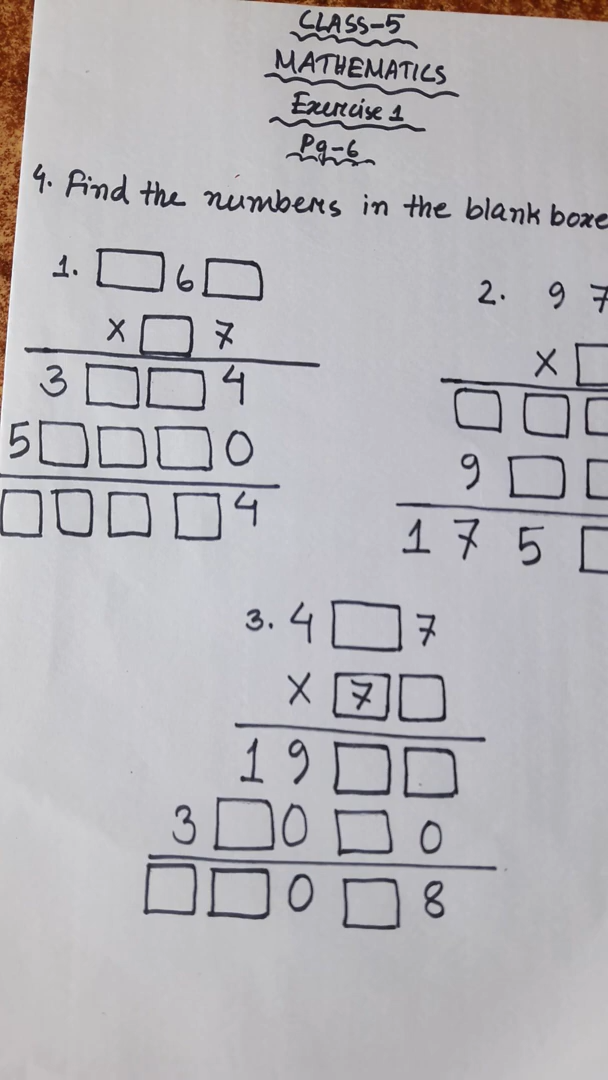 CLASS-5
MATHEMATICS
Exercise 1
Pg-6
4. Find the numbers in the blank boxe
1. □ 6 □
× □ 7
3 □ □ 4
5 □ □ □ 0
□ □ □ □ 4
2. 9 7
× □
□ □ □
9 □ □
1 7 5 □
3. 4 □ 7
× 7 □
1 9 □ □
3 □ 0 □ 0
□ □ 0 □ 8